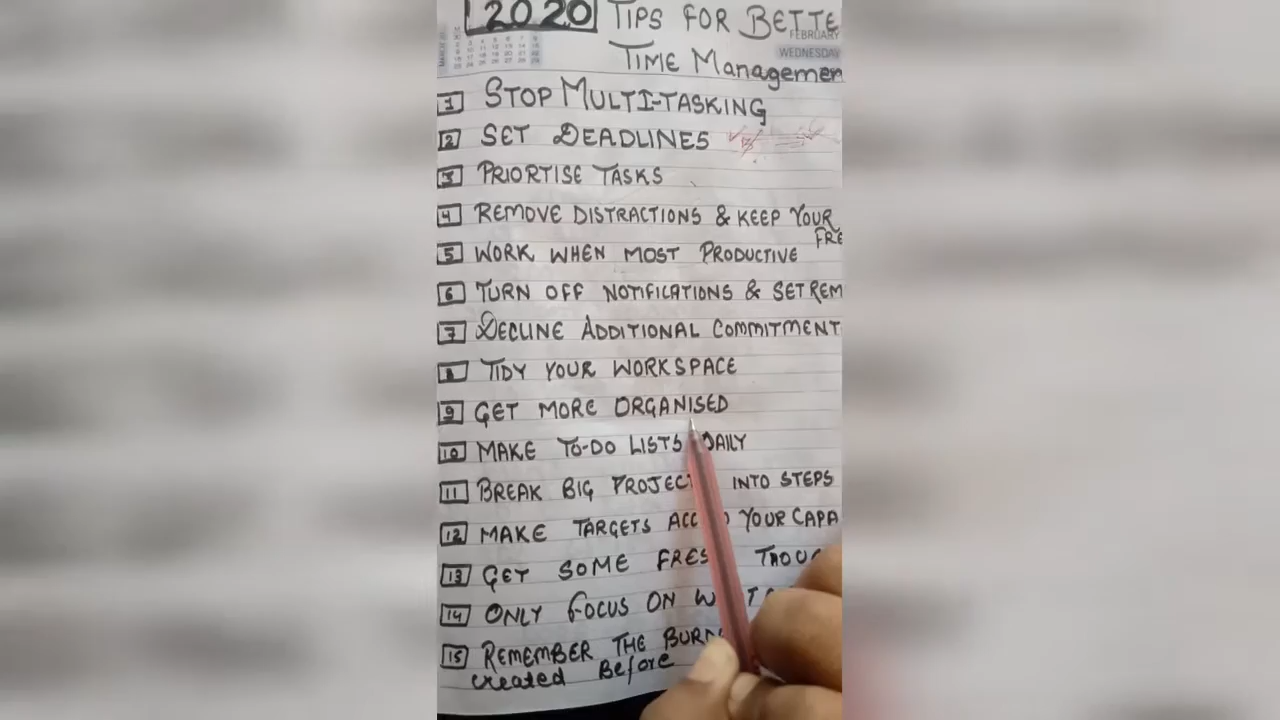 2020 TIPS FOR BETTE
FEBRUARY
WEDNESDAY
TIME Managemen
1 STOP MULTI-TASKING
2 SET DEADLINES
3 PRIORTISE TASKS
4 REMOVE DISTRACTIONS & KEEP YOUR
FRE
5 WORK WHEN MOST PRODUCTIVE
6 TURN OFF NOTIFICATIONS & SET REM
7 DECLINE ADDITIONAL COMMITMENT
8 TIDY YOUR WORKSPACE
9 GET MORE ORGANISED
10 MAKE TO-DO LISTS DAILY
11 BREAK BIG PROJECT INTO STEPS
12 MAKE TARGETS ACC YOUR CAPA
13 GET SOME FRES THOU
14 ONLY FOCUS ON
15 REMEMBER THE BURN
created Before